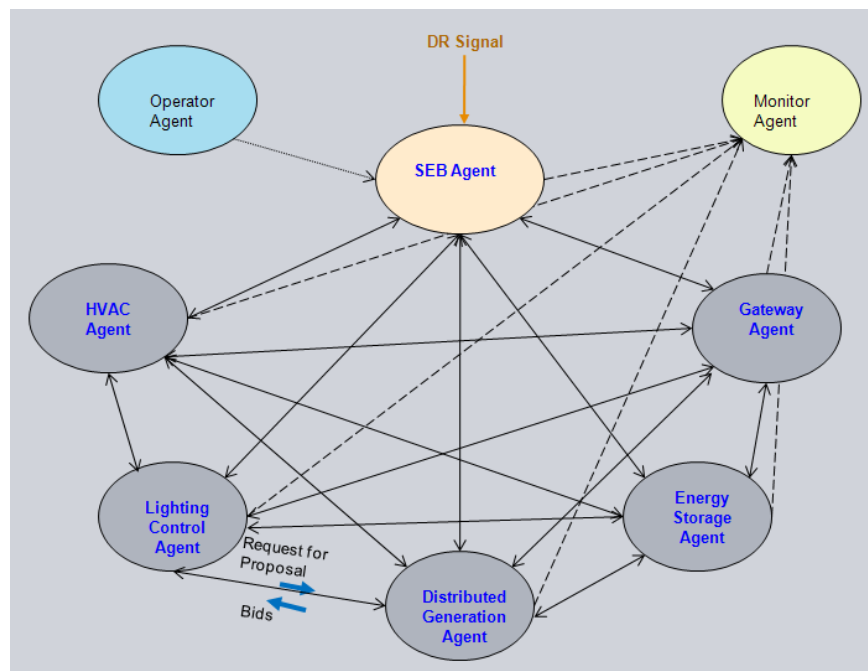 DR Signal
Operator
Agent
Monitor
Agent
SEB Agent
HVAC
Agent
Gateway
Agent
Lighting
Control
Agent
Energy
Storage
Agent
Request for
Proposal
Bids
Distributed
Generation
Agent